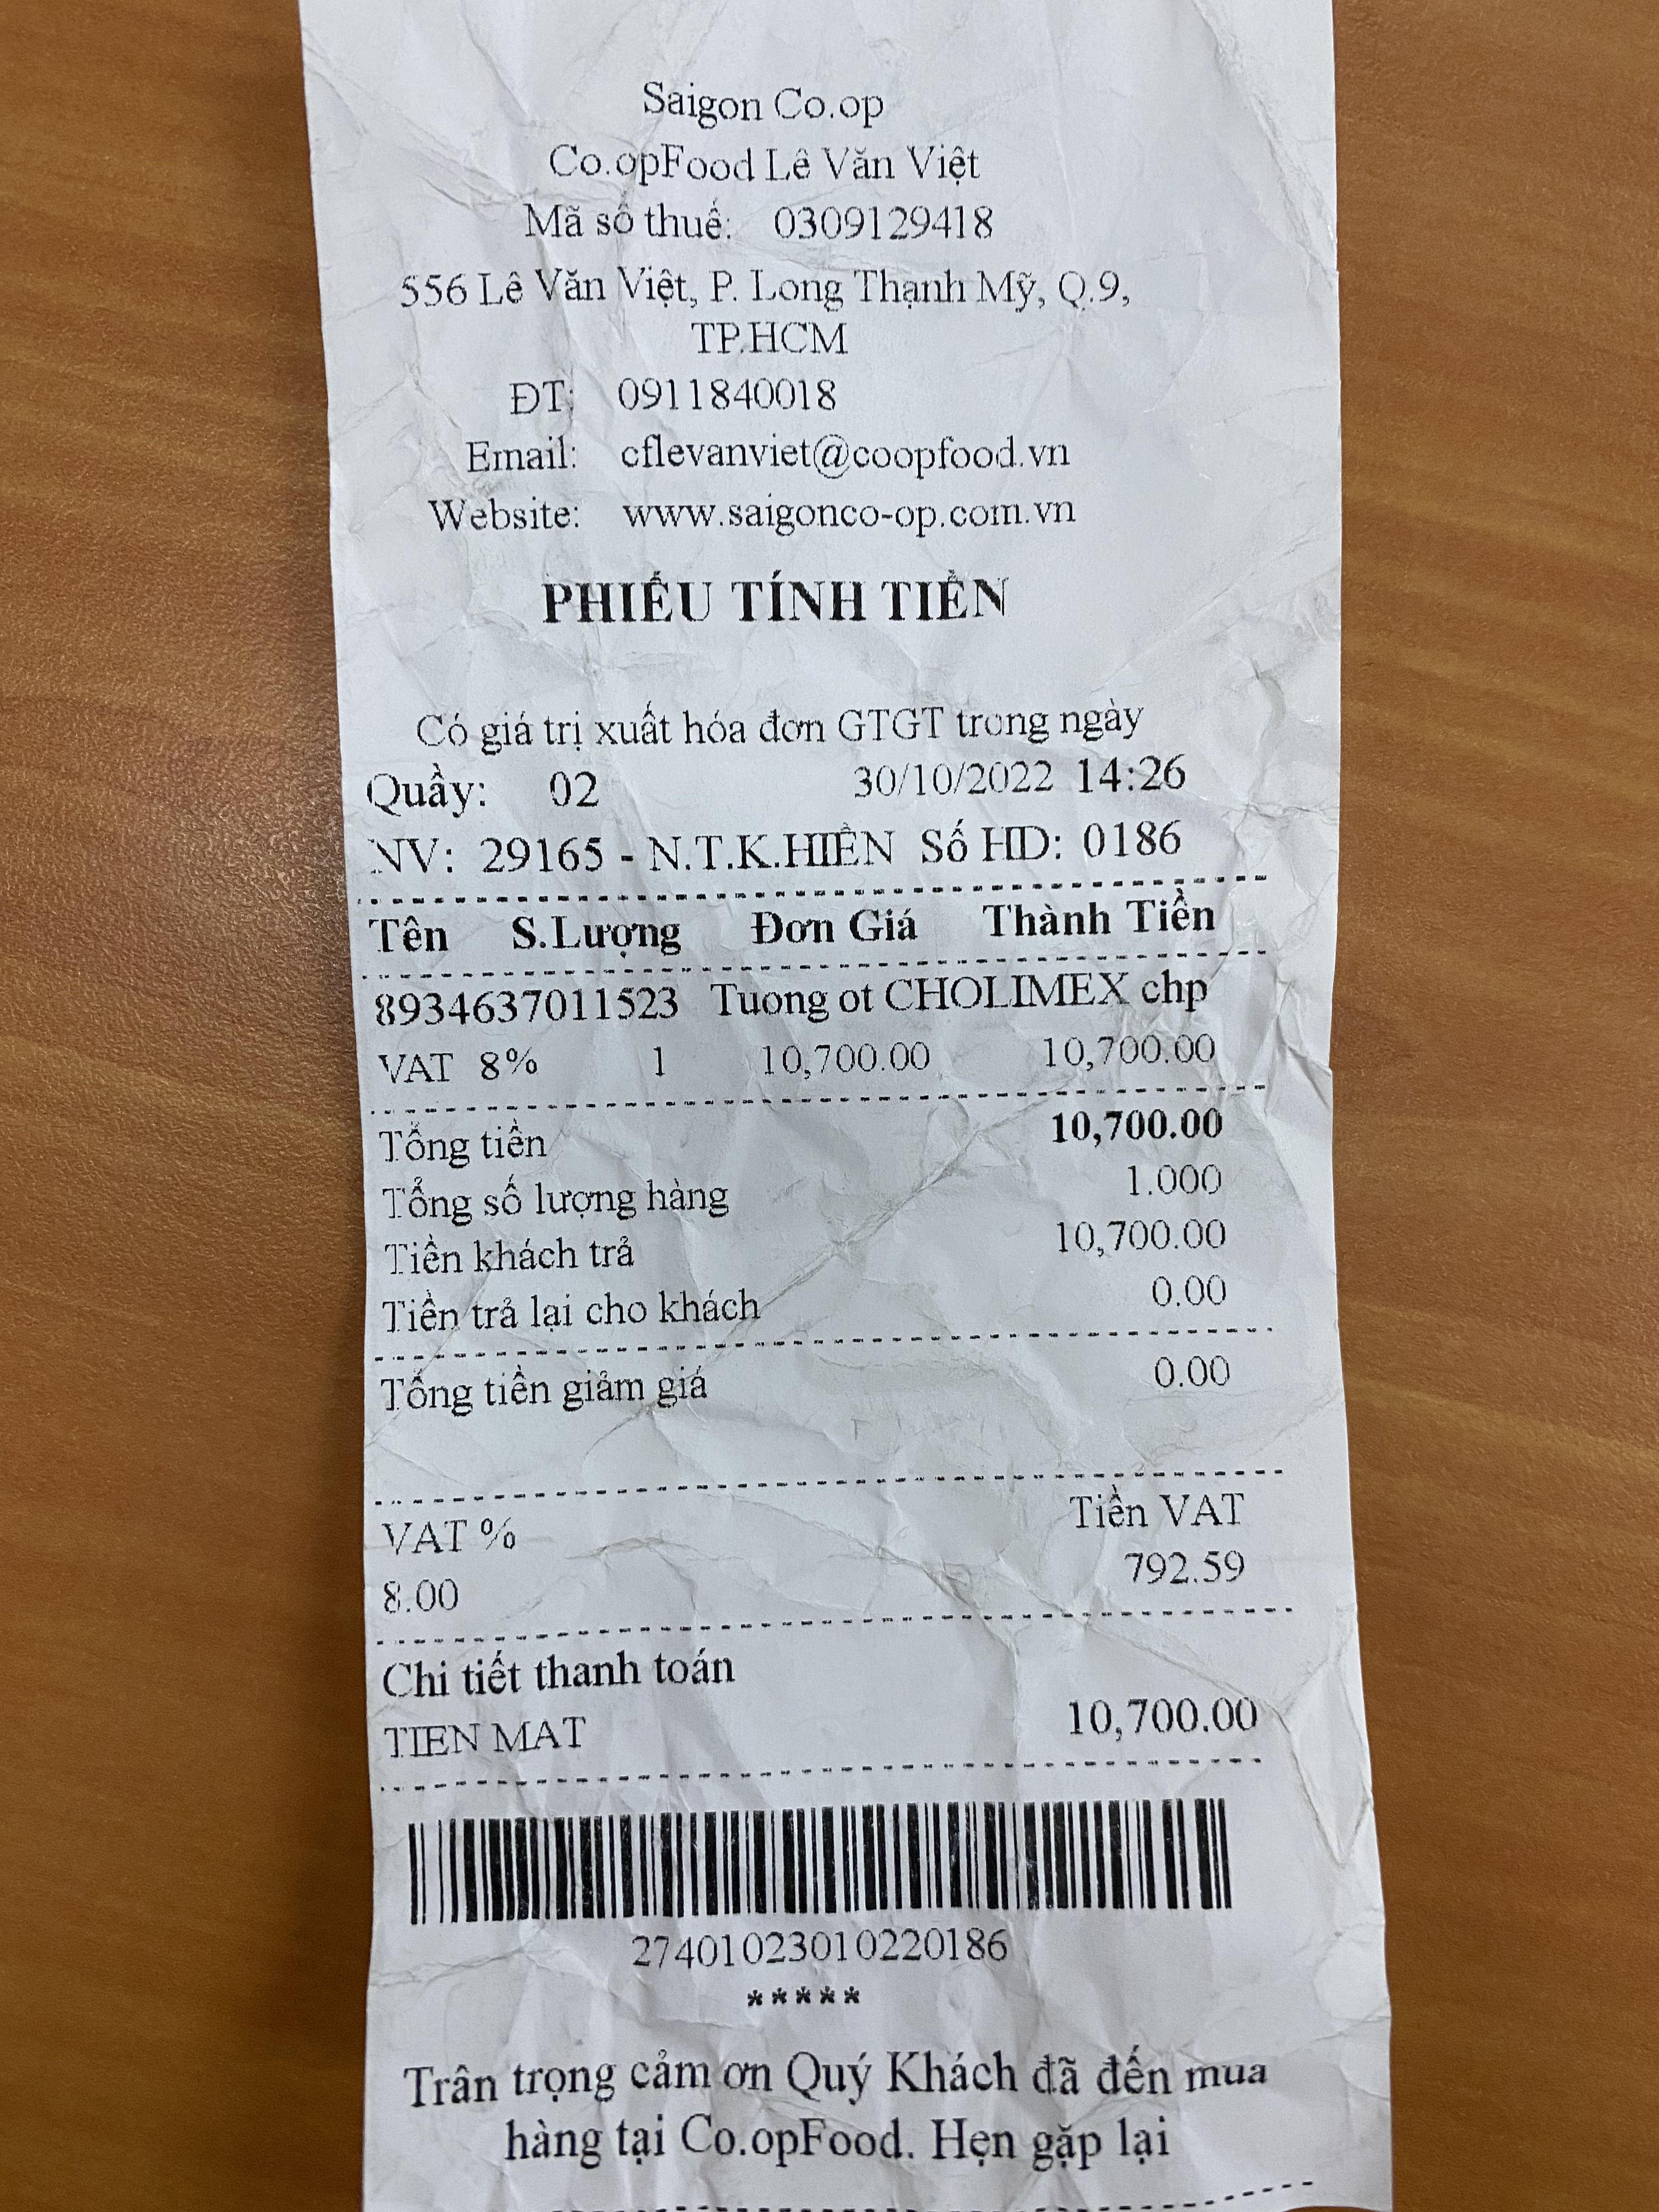 Saigon Co.op
Co.opFood Lê Văn Việt
Mã số thuế: 0309129418
556 Lê Văn Việt, P. Long Thạnh Mỹ, Q.9,
TP.HCM
ĐT: 0911840018
Email: cflevanviet@coopfood.vn
Website: www.saigonco-op.com.vn
PHIẾU TÍNH TIỀN
Có giá trị xuất hóa đơn GTGT trong ngày
Quầy: 02 30/10/2022 14:26
NV: 29165 - N.T.K.HIỀN Số HD: 0186
Tên S.Lượng Đơn Giá Thành Tiền
8934637011523 Tuong ot CHOLIMEX chp
VAT 8% 1 10,700.00 10,700.00
Tổng tiền 10,700.00
Tổng số lượng hàng 1.000
Tiền khách trả 10,700.00
Tiền trả lại cho khách 0.00
Tổng tiền giảm giá 0.00
VAT % Tiền VAT
8.00 792.59
Chi tiết thanh toán
TIEN MAT 10,700.00
27401023010220186
*****
Trân trọng cảm ơn Quý Khách đã đến mua
hàng tại Co.opFood. Hẹn gặp lại